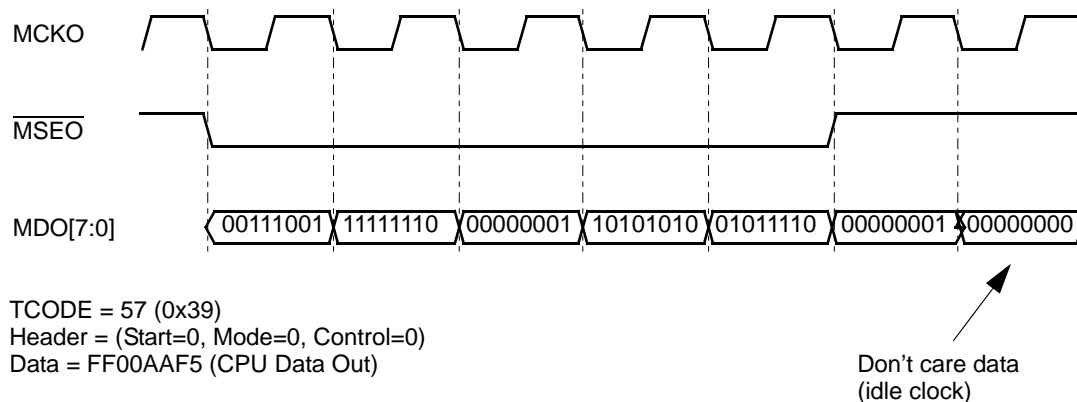 MCKO
MSEO
MDO[7:0]
00111001 11111110 00000001 10101010 01011110 00000001 00000000
TCODE = 57 (0x39)
Header = (Start=0, Mode=0, Control=0)
Data = FF00AAF5 (CPU Data Out)
Don't care data
(idle clock)